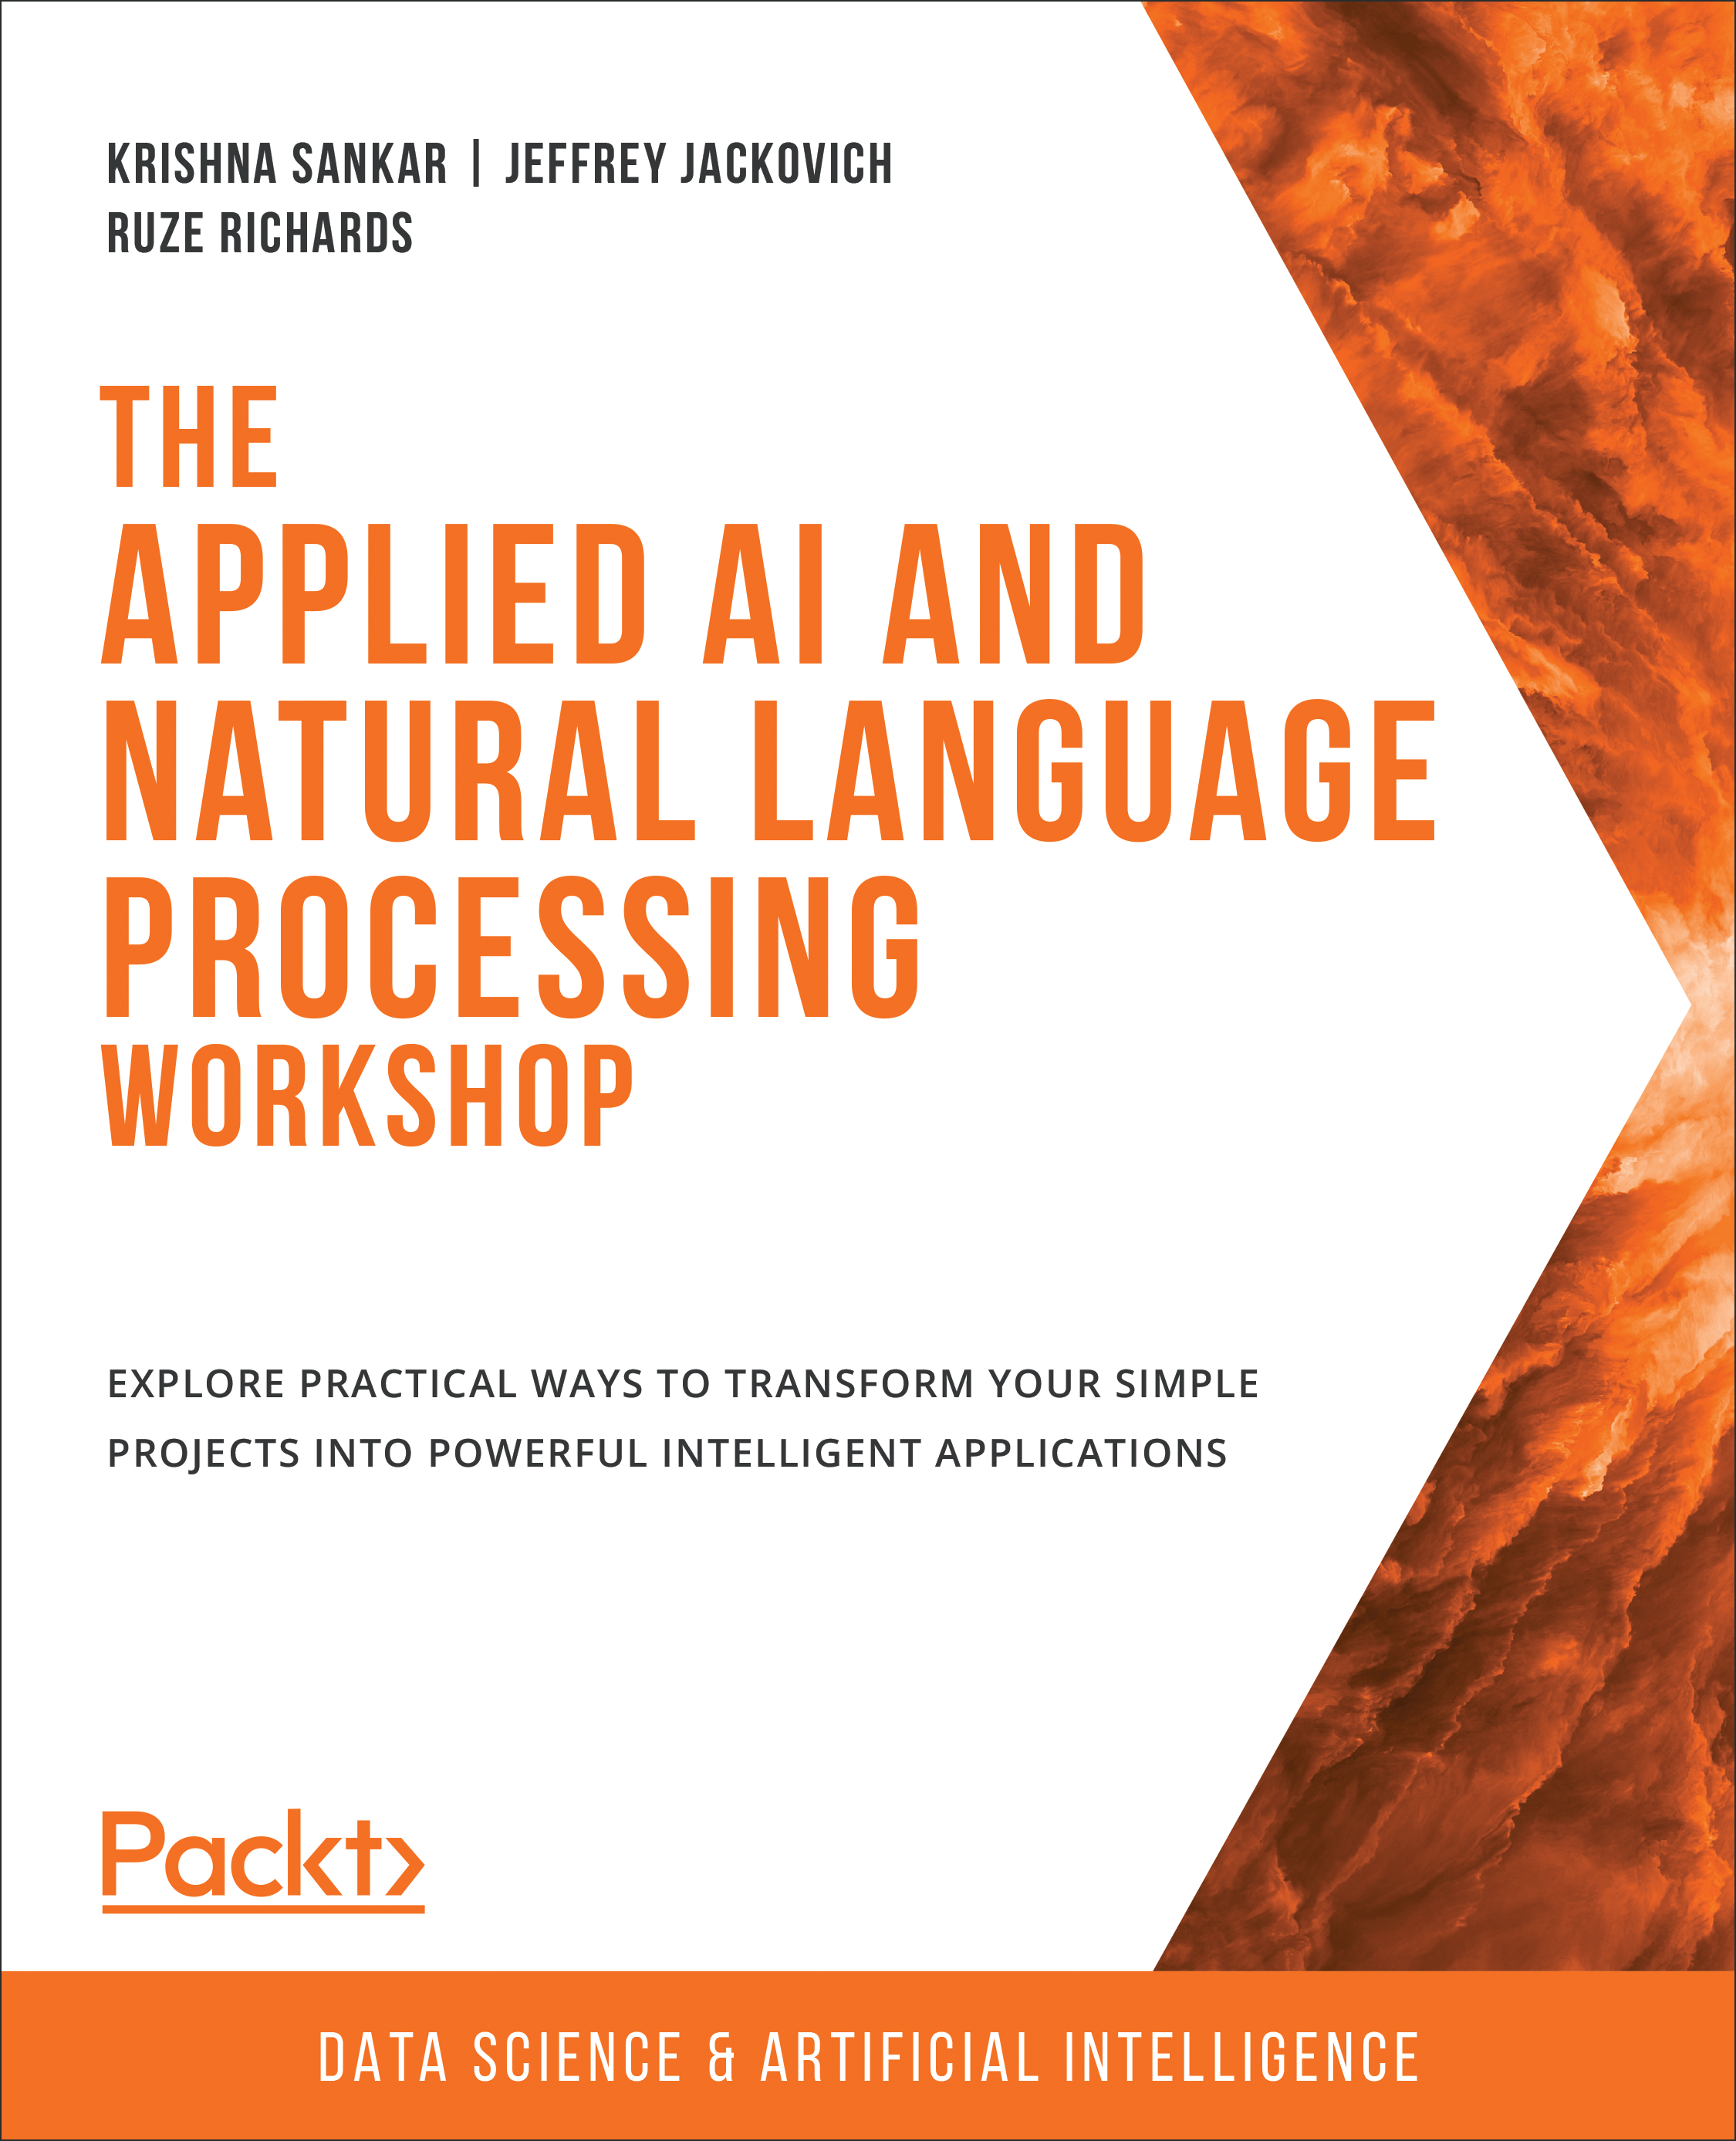 KRISHNA SANKAR | JEFFREY JACKOVICH
RUZE RICHARDS
THE
APPLIED AI AND
NATURAL LANGUAGE
PROCESSING
WORKSHOP
EXPLORE PRACTICAL WAYS TO TRANSFORM YOUR SIMPLE
PROJECTS INTO POWERFUL INTELLIGENT APPLICATIONS
Packt
DATA SCIENCE & ARTIFICIAL INTELLIGENCE